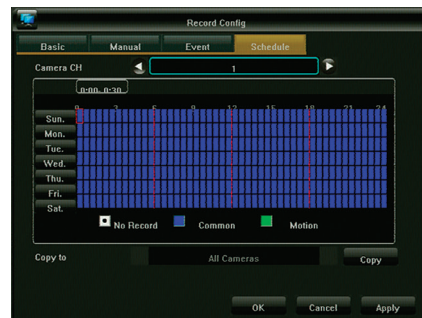 Record Config
Basic Manual Event Schedule
Camera CH 1
0:00, 0:30
0 3 6 9 12 15 18 21 24
Sun.
Mon.
Tue.
Wed.
Thu.
Fri.
Sat.
No Record Common Motion
Copy to All Cameras Copy
OK Cancel Apply